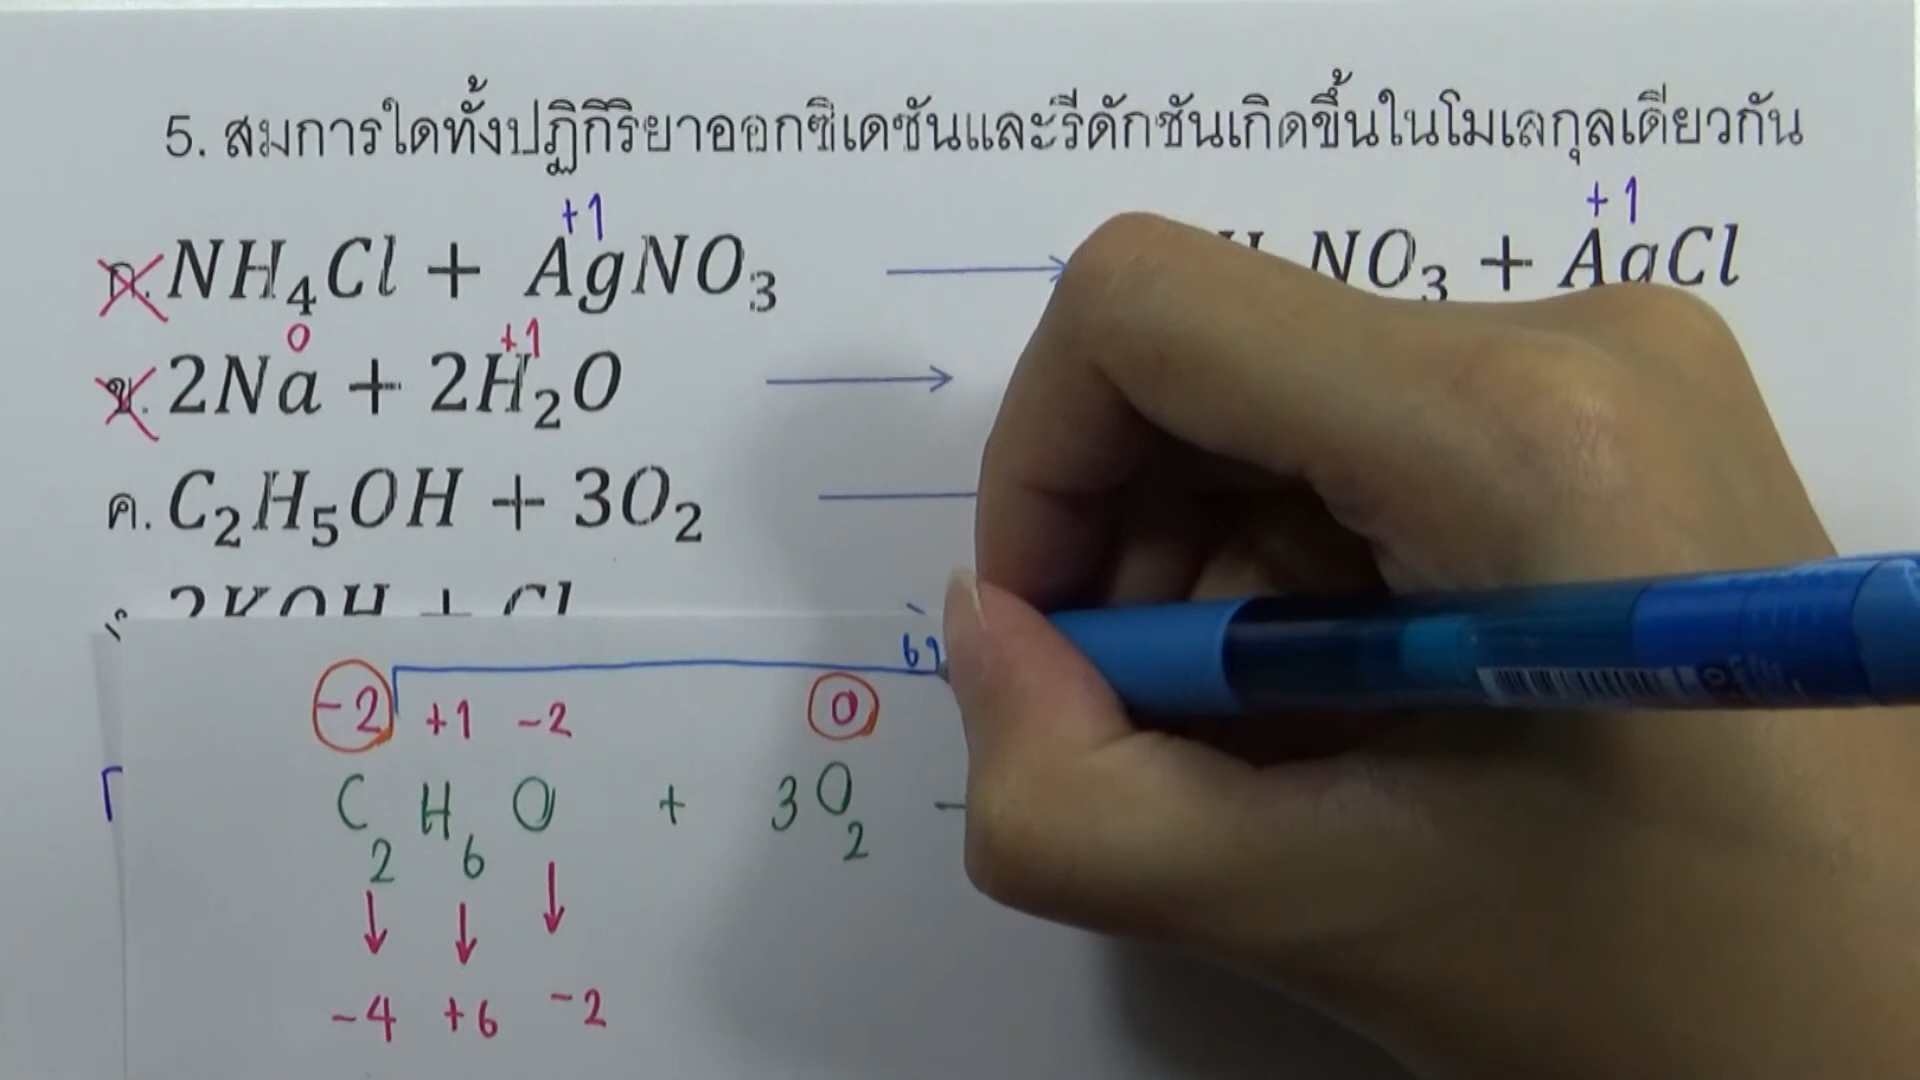 5. สมการใดทั้งปฏิกิริยาออกซิเดชันและรีดักชันเกิดขึ้นในโมเลกุลเดียวกัน
+1 +1
ก. NH₄Cl + AgNO₃ → NO₃ + AgCl
0 +1
ข. 2Na + 2H₂O →
ค. C₂H₅OH + 3O₂
2KOH + Cl
-2 +1 -2 0
C₂H₆O + 3O₂
-4 +6 -2